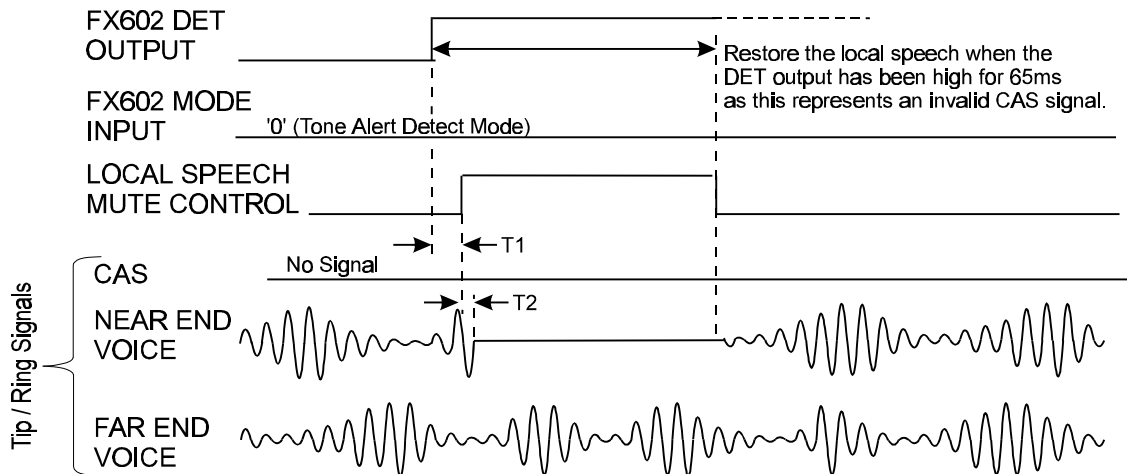 FX602 DET
OUTPUT
Restore the local speech when the
DET output has been high for 65ms
as this represents an invalid CAS signal.
FX602 MODE
INPUT
'0' (Tone Alert Detect Mode)
LOCAL SPEECH
MUTE CONTROL
T1
Tip / Ring Signals
CAS
No Signal
T2
NEAR END
VOICE
FAR END
VOICE